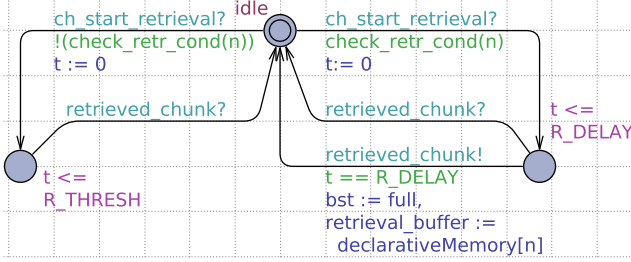 idle
ch_start_retrieval?
!(check_retr_cond(n))
t := 0
ch_start_retrieval?
check_retr_cond(n)
t:= 0
retrieved_chunk?
retrieved_chunk?
t <=
R_DELAY
t <=
R_THRESH
retrieved_chunk!
t == R_DELAY
bst := full,
retrieval_buffer :=
declarativeMemory[n]